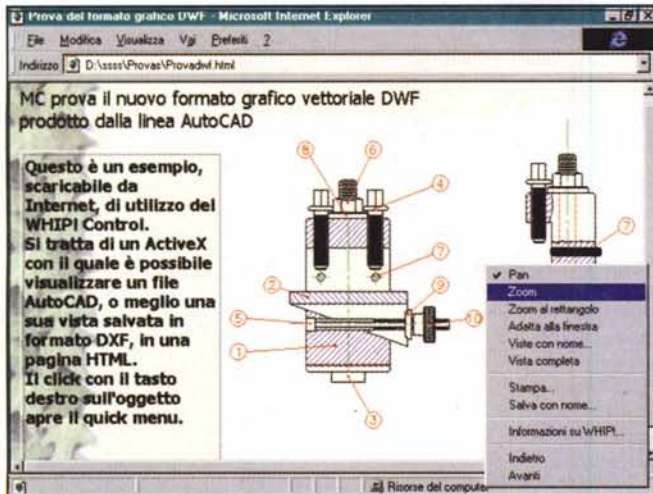 Prova del formato grafico DWF - Microsoft Internet Explorer
File Modifica Visualizza Vai Preferiti ?
Indirizzo D:\ssss\Provas\Provadwf.html
MC prova il nuovo formato grafico vettoriale DWF
prodotto dalla linea AutoCAD
Questo è un esempio,
scaricabile da
Internet, di utilizzo del
WHIP! Control.
Si tratta di un ActiveX
con il quale è possibile
visualizzare un file
AutoCAD, o meglio una
sua vista salvata in
formato DXF, in una
pagina HTML.
Il click con il tasto
destro sull'oggetto
apre il quick menu.
8
6
4
7
2
9
5
10
1
3
7
Pan
Zoom
Zoom al rettangolo
Adatta alla finestra
Viste con nome...
Vista completa
Stampa...
Salva con nome...
Informazioni su WHIP!...
Indietro
Avanti
Risorse del computer